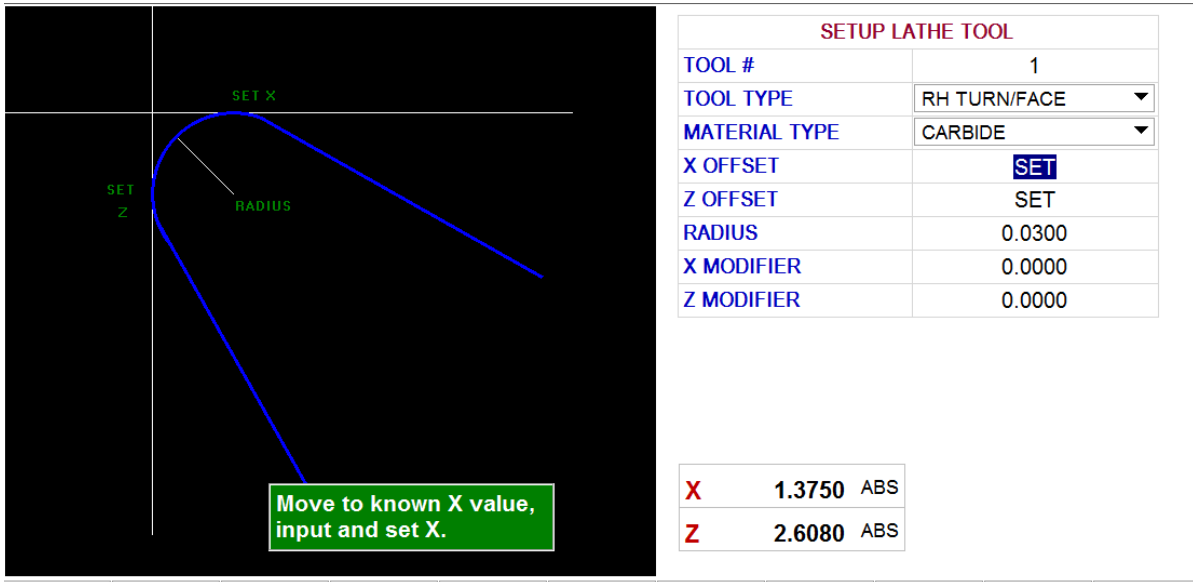 SET X
SET
Z
RADIUS
Move to known X value,
input and set X.
SETUP LATHE TOOL
TOOL # 1
TOOL TYPE RH TURN/FACE
MATERIAL TYPE CARBIDE
X OFFSET SET
Z OFFSET SET
RADIUS 0.0300
X MODIFIER 0.0000
Z MODIFIER 0.0000
X 1.3750 ABS
Z 2.6080 ABS